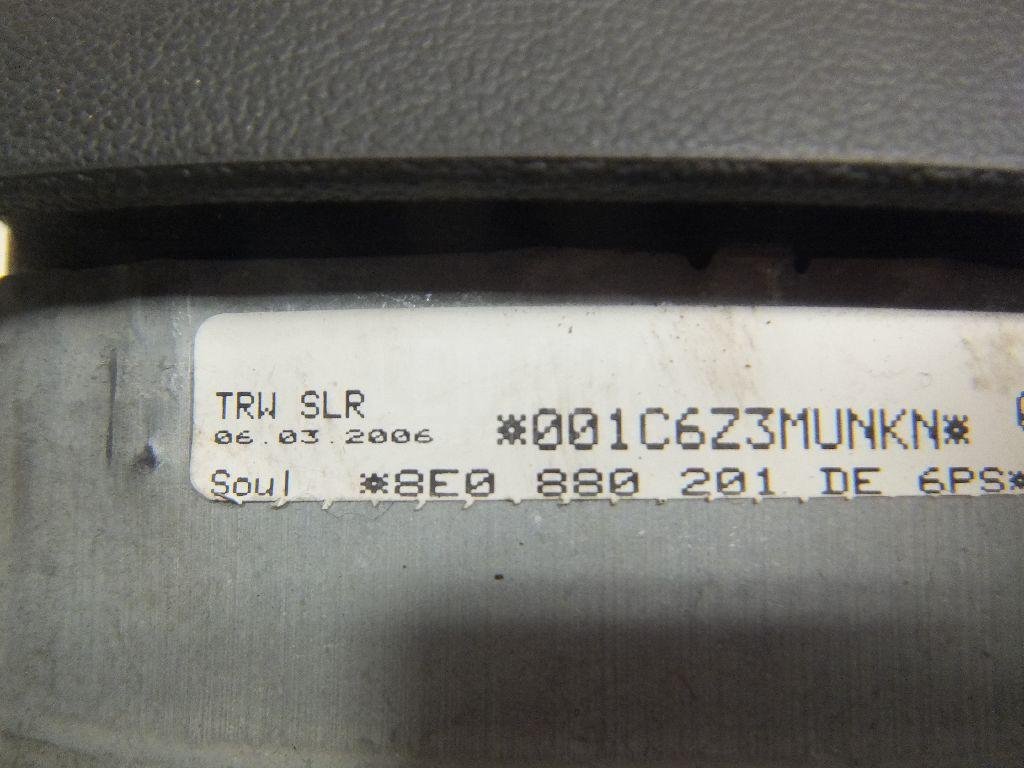 TRW SLR
06.03.2006
*001C6Z3MUNKN*
Soul *8E0 880 201 DE 6PS*